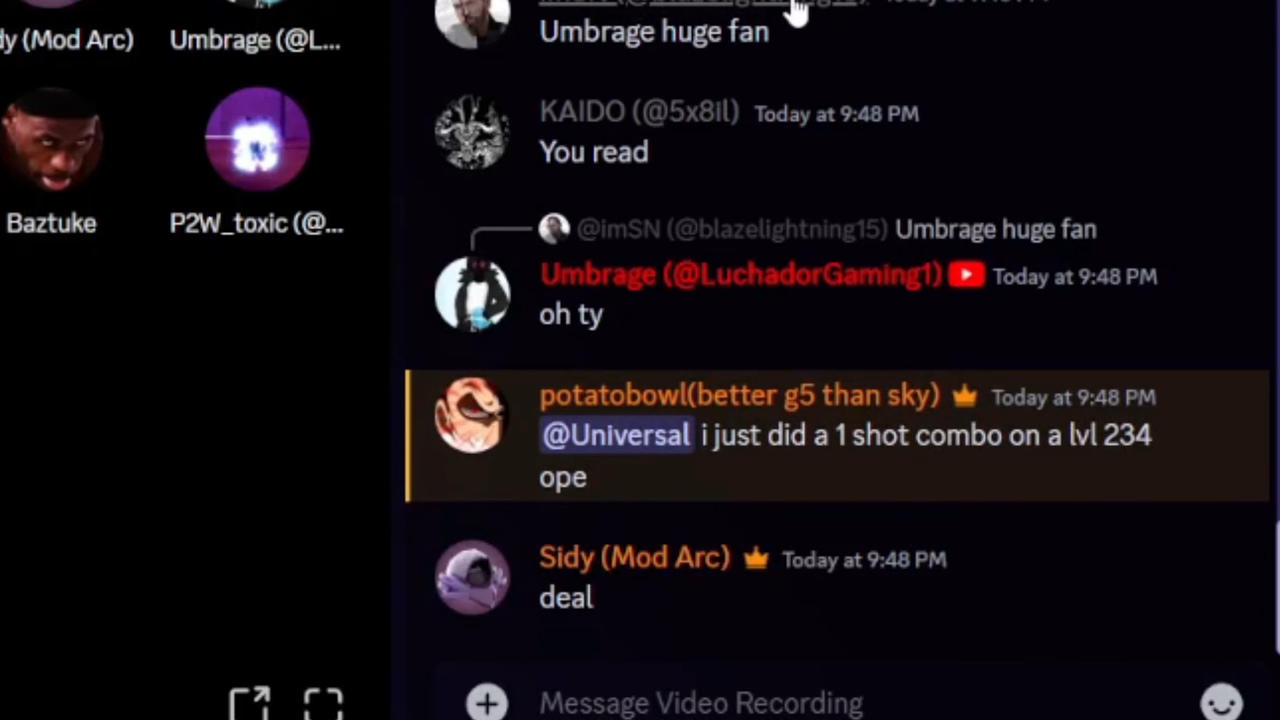 dy (Mod Arc)
Umbrage (@L...
Baztuke
P2W_toxic (@...
Umbrage huge fan
KAIDO (@5x8il) Today at 9:48 PM
You read
@imSN (@blazelightning15) Umbrage huge fan
Umbrage (@LuchadorGaming1) Today at 9:48 PM
oh ty
potatobowl(better g5 than sky) Today at 9:48 PM
@Universal i just did a 1 shot combo on a lvl 234
ope
Sidy (Mod Arc) Today at 9:48 PM
deal
Message Video Recording